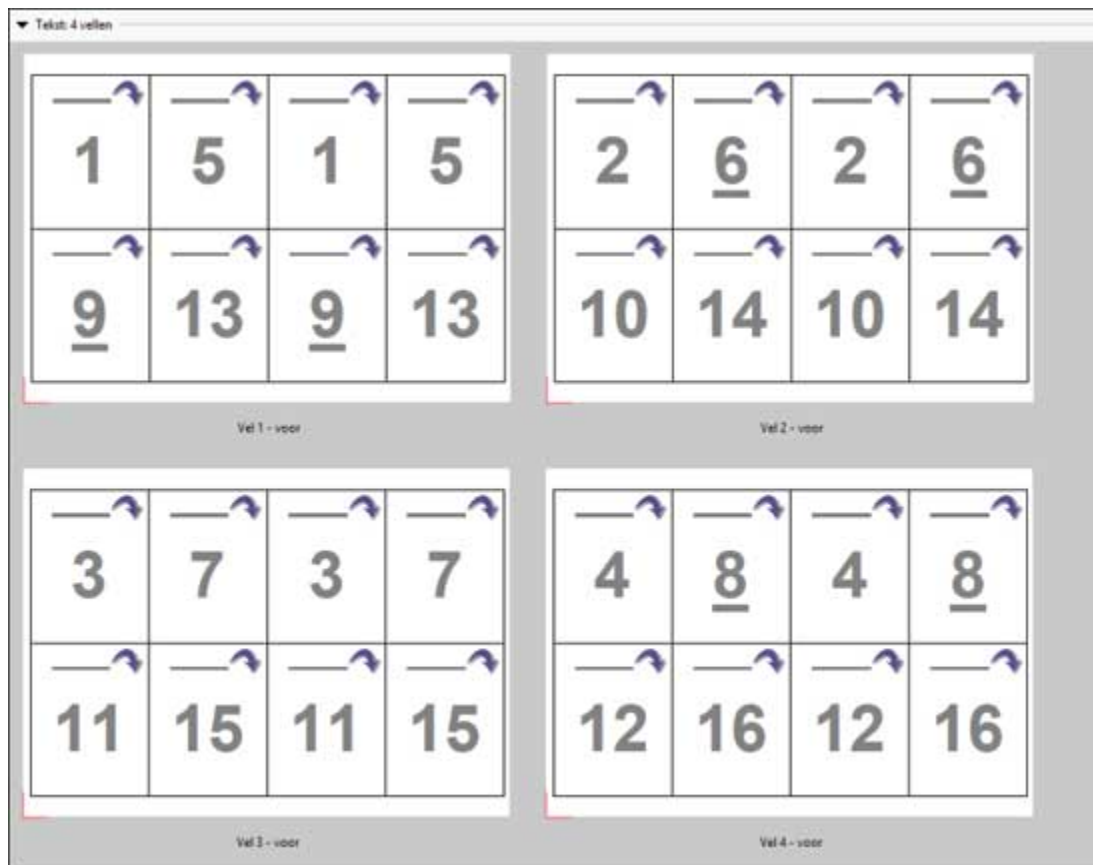 Tekst: 4 vellen
1 5 1 5
9 13 9 13
Vel 1 - voor
2 6 2 6
10 14 10 14
Vel 2 - voor
3 7 3 7
11 15 11 15
Vel 3 - voor
4 8 4 8
12 16 12 16
Vel 4 - voor